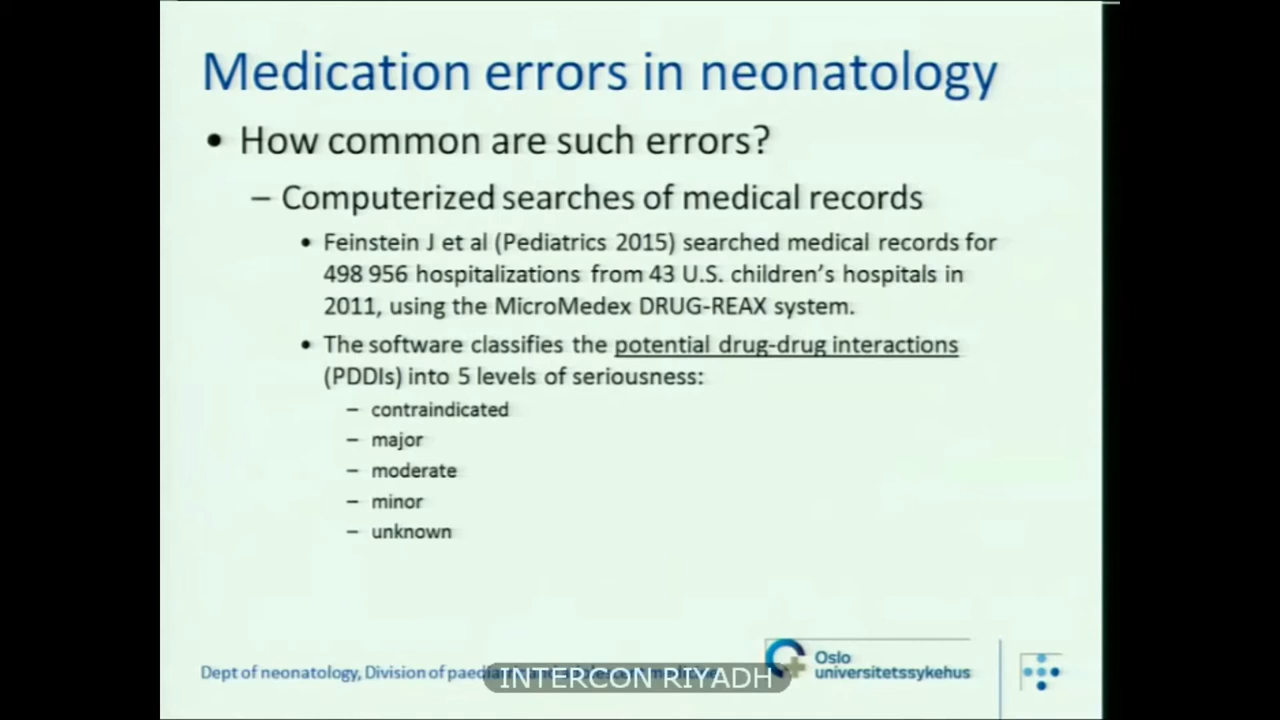 Medication errors in neonatology
• How common are such errors?
– Computerized searches of medical records
• Feinstein J et al (Pediatrics 2015) searched medical records for
498 956 hospitalizations from 43 U.S. children's hospitals in
2011, using the MicroMedex DRUG-REAX system.
• The software classifies the potential drug-drug interactions
(PDDIs) into 5 levels of seriousness:
– contraindicated
– major
– moderate
– minor
– unknown
Dept of neonatology, Division of
INTERCON RIYADH
Oslo
universitetssykehus